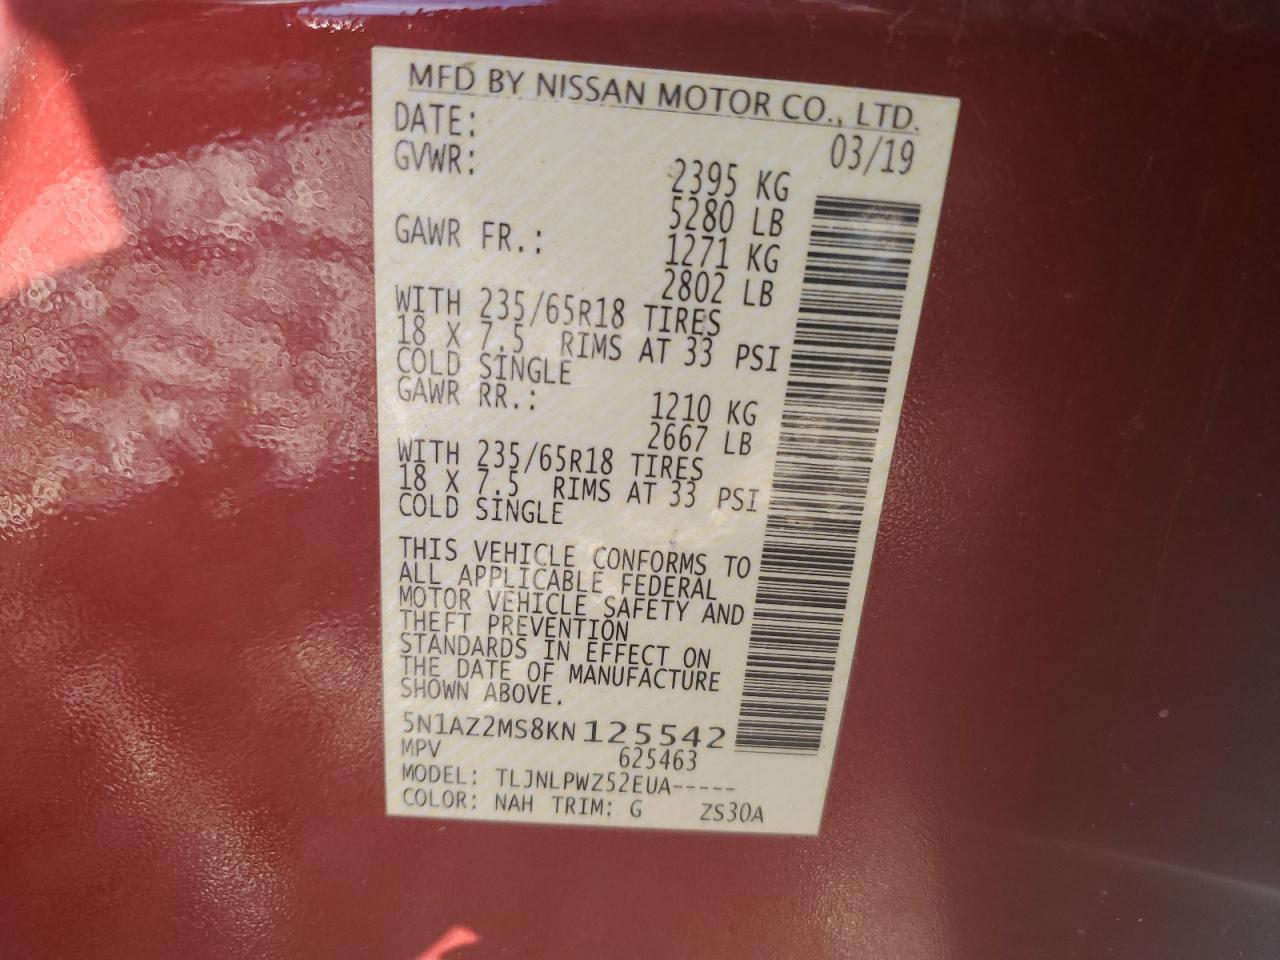 MFD BY NISSAN MOTOR CO., LTD.
DATE: 03/19
GVWR: 2395 KG
5280 LB
GAWR FR.: 1271 KG
2802 LB
WITH 235/65R18 TIRES
18 X 7.5 RIMS AT 33 PSI
COLD SINGLE
GAWR RR.: 1210 KG
2667 LB
WITH 235/65R18 TIRES
18 X 7.5 RIMS AT 33 PSI
COLD SINGLE
THIS VEHICLE CONFORMS TO
ALL APPLICABLE FEDERAL
MOTOR VEHICLE SAFETY AND
THEFT PREVENTION
STANDARDS IN EFFECT ON
THE DATE OF MANUFACTURE
SHOWN ABOVE.
5N1AZ2MS8KN125542
MPV 625463
MODEL: TLJNLPWZ52EUA-----
COLOR: NAH TRIM: G ZS30A